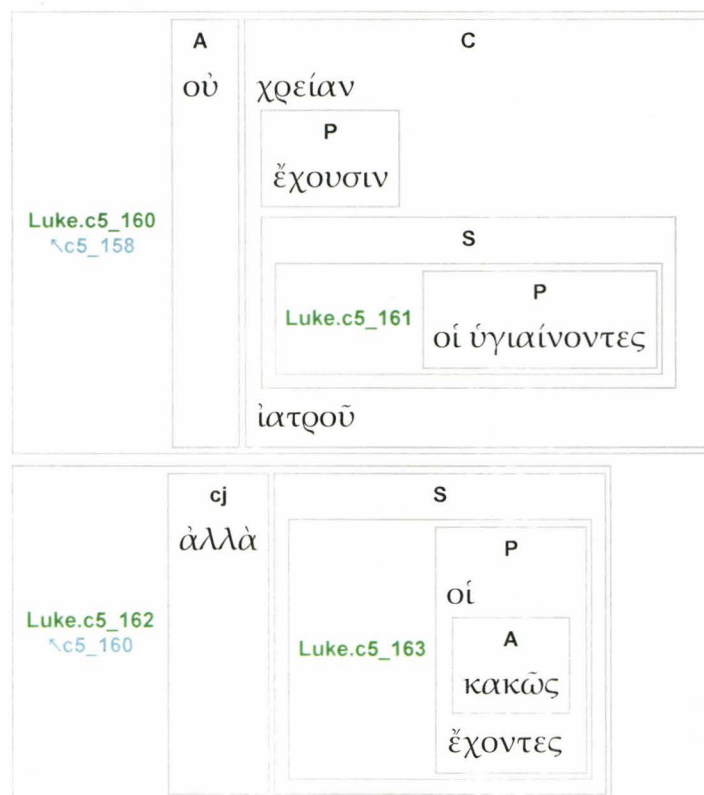 A C
οὐ χρείαν
P
ἔχουσιν
Luke.c5_160
↖c5_158
S
P
Luke.c5_161
οἱ ὑγιαίνοντες
ἰατροῦ
cj S
ἀλλὰ
P
οἱ
Luke.c5_162
↖c5_160
Luke.c5_163
A
κακῶς
ἔχοντες